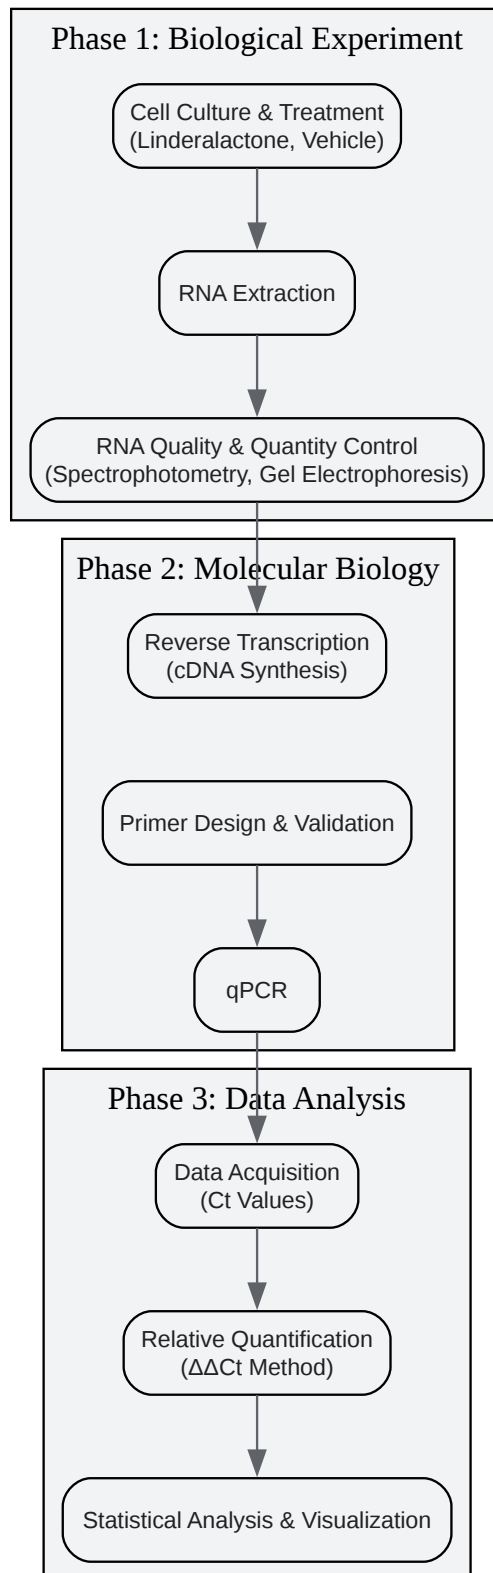 Phase 1: Biological Experiment
Cell Culture & Treatment
(Linderalactone, Vehicle)
RNA Extraction
RNA Quality & Quantity Control
(Spectrophotometry, Gel Electrophoresis)
Phase 2: Molecular Biology
Reverse Transcription
(cDNA Synthesis)
Primer Design & Validation
qPCR
Phase 3: Data Analysis
Data Acquisition
(Ct Values)
Relative Quantification
(ΔΔCt Method)
Statistical Analysis & Visualization